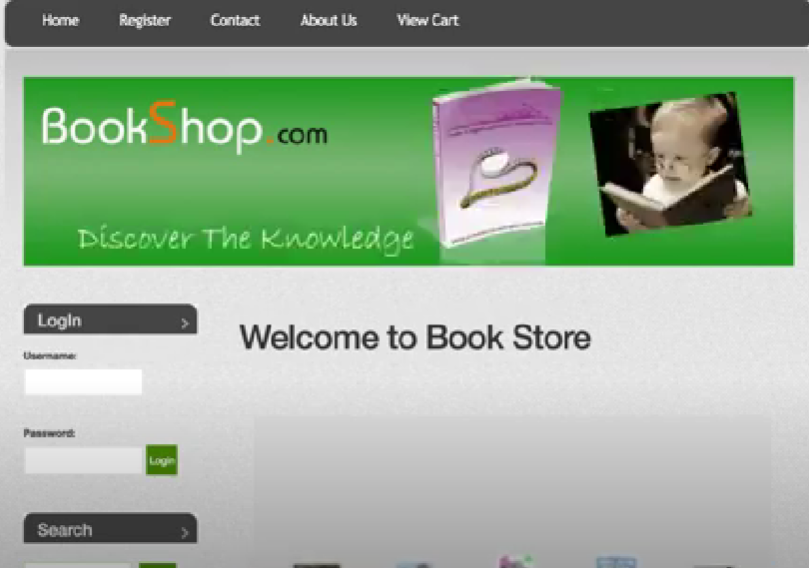 Home Register Contact About Us View Cart
BookShop.com
Discover The Knowledge
LogIn >
Username:
Welcome to Book Store
Password:
Login
Search >